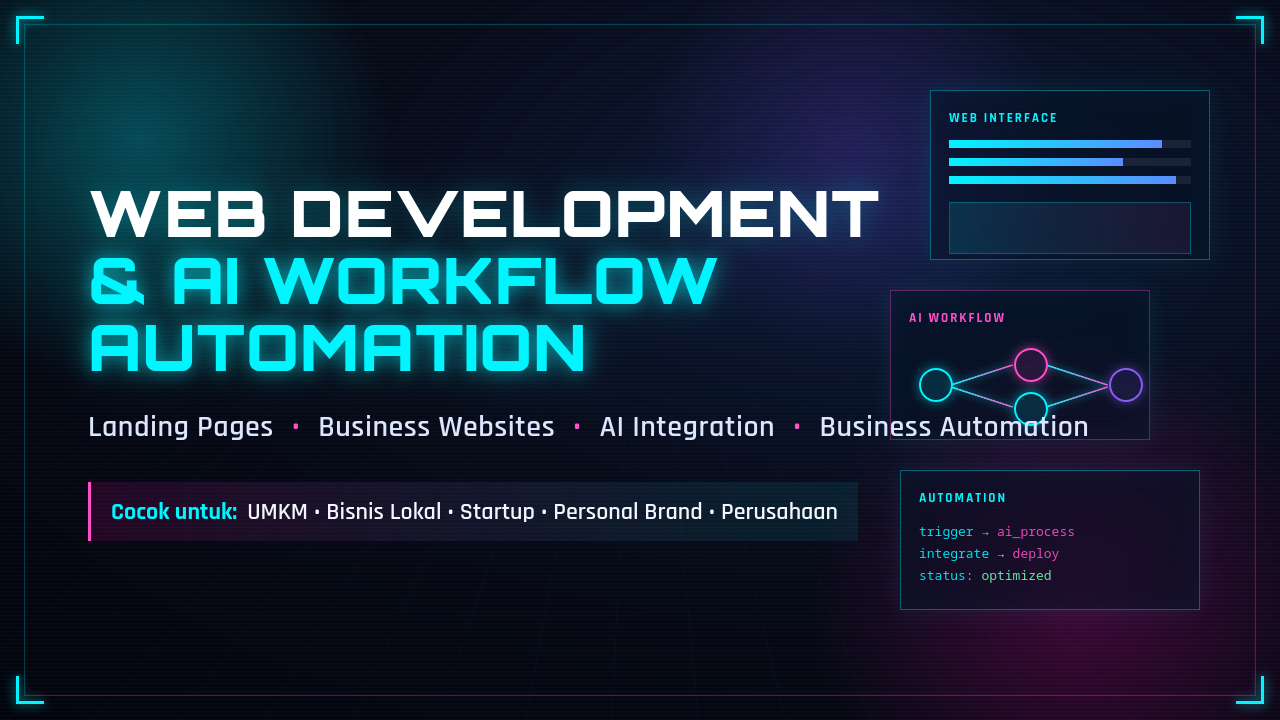 WEB DEVELOPMENT
& AI WORKFLOW
AUTOMATION
Landing Pages • Business Websites • AI Integration • Business Automation
Cocok untuk: UMKM • Bisnis Lokal • Startup • Personal Brand • Perusahaan
WEB INTERFACE
AI WORKFLOW
AUTOMATION
trigger → ai_process
integrate → deploy
status: optimized